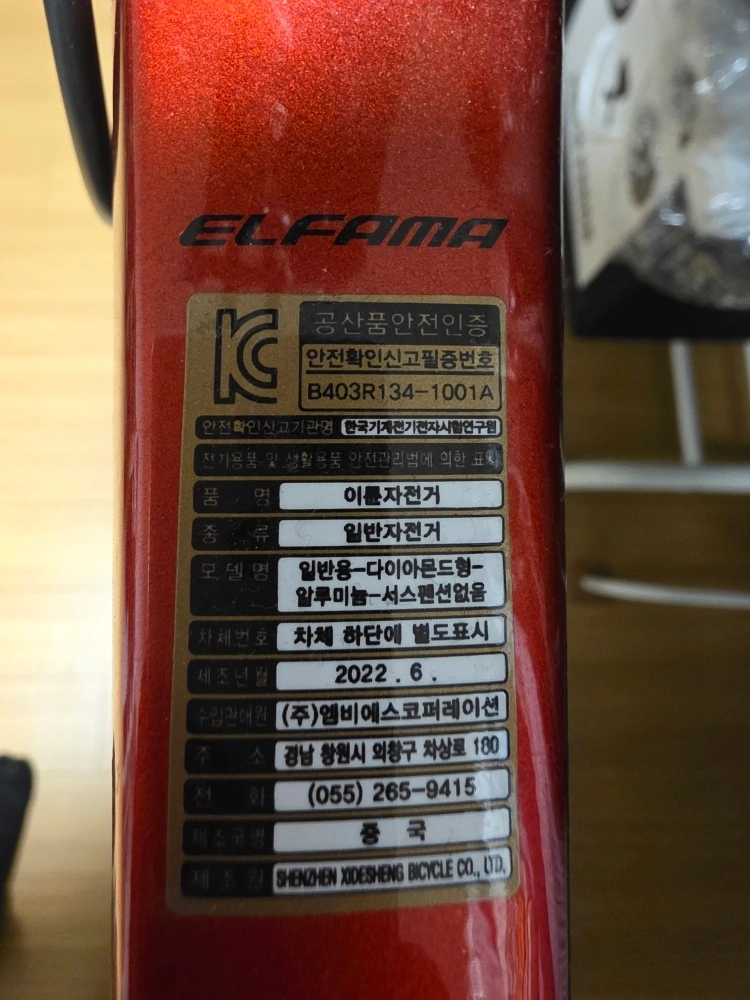 ELFAMA
KC
공산품안전인증
안전확인신고필증번호
B403R134-1001A
안전확인신고기관명 한국기계전기전자시험연구원
전기용품 및 생활용품 안전관리법에 의한 표시
품 명 이륜자전거
종 류 일반자전거
모델명 일반용-다이아몬드형-
알루미늄-서스펜션없음
차체번호 차체 하단에 별도표시
제조년월 2022.6.
수입판매원 (주)엠비에스코퍼레이션
주 소 경남 창원시 의창구 차상로 180
전 화 (055) 265-9415
제조국명 중 국
제조원 SHENZHEN XIDESHENG BICYCLE CO., LTD.